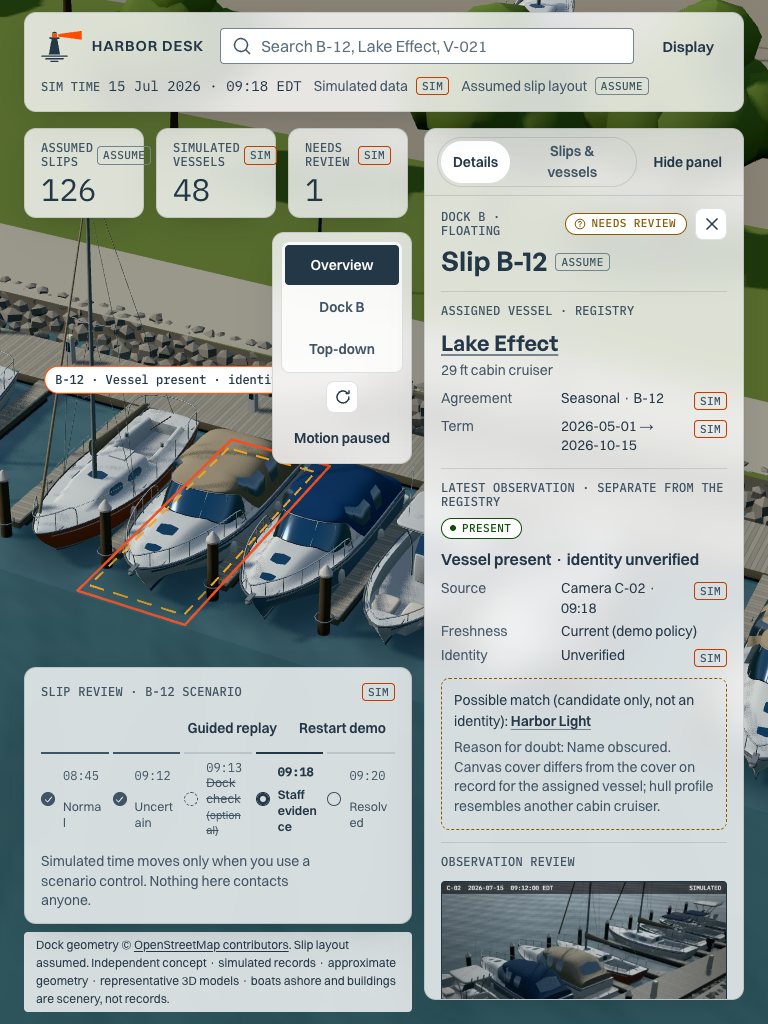 HARBOR DESK
Search B-12, Lake Effect, V-021
Display
SIM TIME 15 Jul 2026 · 09:18 EDT Simulated data SIM Assumed slip layout ASSUME
ASSUMED SLIPS ASSUME
126
SIMULATED VESSELS SIM
48
NEEDS REVIEW SIM
1
Overview
Dock B
Top-down
Motion paused
B-12 · Vessel present ·
Details
Slips & vessels
Hide panel
DOCK B · FLOATING
NEEDS REVIEW
Slip B-12 ASSUME
ASSIGNED VESSEL · REGISTRY
Lake Effect
29 ft cabin cruiser
Agreement Seasonal · B-12 SIM
Term 2026-05-01 → SIM
2026-10-15
LATEST OBSERVATION · SEPARATE FROM THE
REGISTRY
PRESENT
Vessel present · identity unverified
Source Camera C-02 · SIM
09:18
Freshness Current (demo policy)
Identity Unverified SIM
Possible match (candidate only, not an
identity): Harbor Light
Reason for doubt: Name obscured.
Canvas cover differs from the cover on
record for the assigned vessel; hull profile
resembles another cabin cruiser.
OBSERVATION REVIEW
C-02 2026-07-15 09:12:00 EDT SIMULATED
SLIP REVIEW · B-12 SCENARIO SIM
Guided replay Restart demo
08:45
Norma
l
09:12
Uncert
ain
09:13
Dock
check
(option
al)
09:18
Staff
eviden
ce
09:20
Resolv
ed
Simulated time moves only when you use a
scenario control. Nothing here contacts
anyone.
Dock geometry © OpenStreetMap contributors. Slip layout
assumed. Independent concept · simulated records · approximate
geometry · representative 3D models · boats ashore and buildings
are scenery, not records.